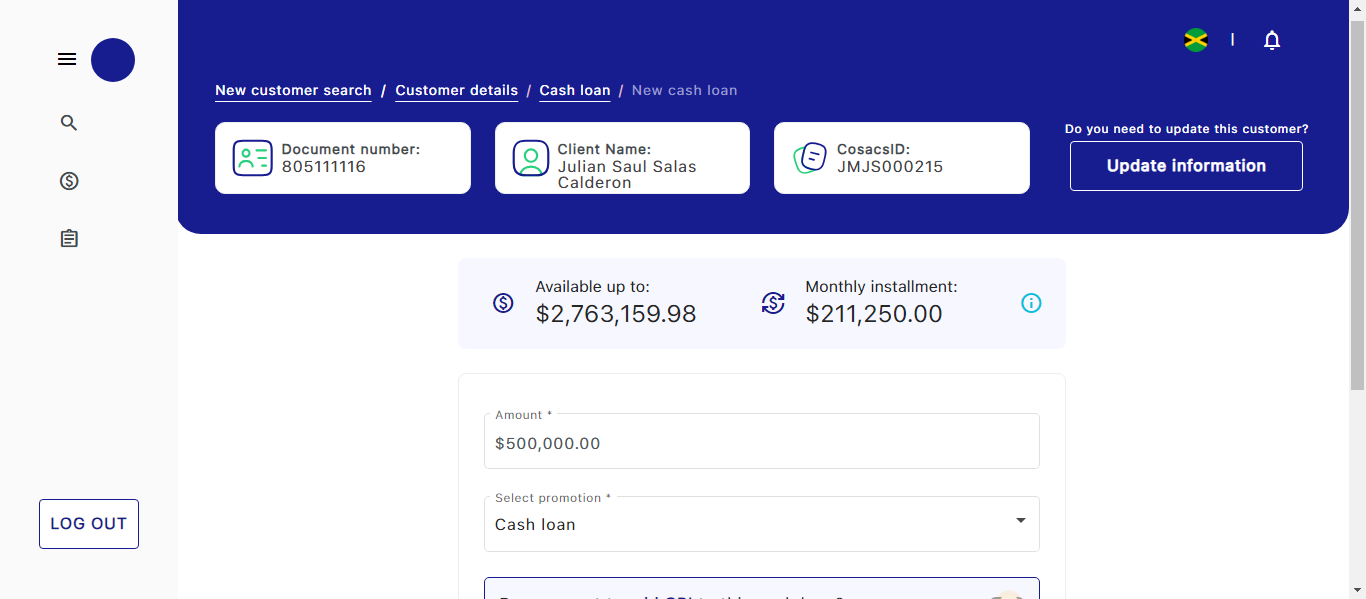 New customer search / Customer details / Cash loan / New cash loan
Document number:
805111116
Client Name:
Julian Saul Salas
Calderon
CosacsID:
JMJS000215
Do you need to update this customer?
Update information
Available up to:
$2,763,159.98
Monthly installment:
$211,250.00
Amount *
$500,000.00
Select promotion *
Cash loan
LOG OUT